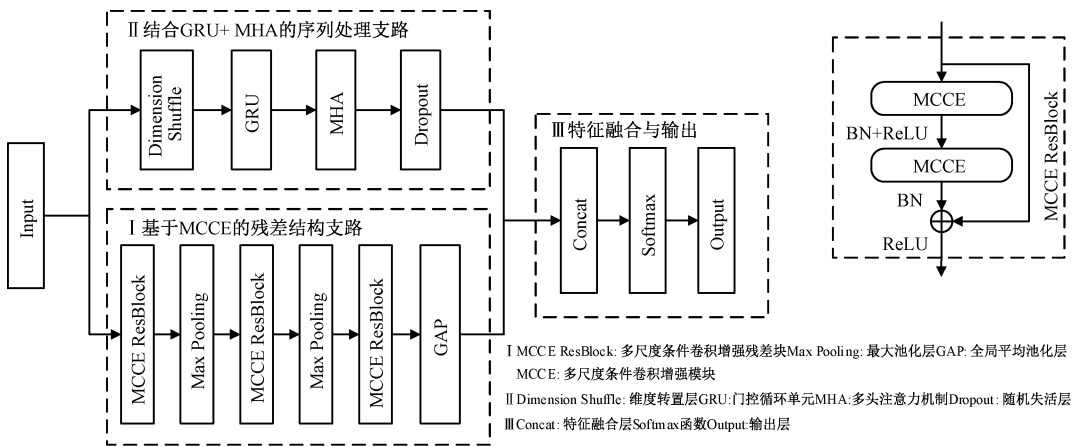 Input
Ⅱ结合GRU+ MHA的序列处理支路
Dimension
Shuffle
GRU
MHA
Dropout
Ⅰ基于MCCE的残差结构支路
MCCE ResBlock
Max Pooling
MCCE ResBlock
Max Pooling
MCCE ResBlock
GAP
Ⅲ特征融合与输出
Concat
Softmax
Output
MCCE
BN+ReLU
MCCE
BN
ReLU
MCCE ResBlock
ⅠMCCE ResBlock: 多尺度条件卷积增强残差块Max Pooling: 最大池化层GAP: 全局平均池化层
MCCE: 多尺度条件卷积增强模块
ⅡDimension Shuffle: 维度转置层GRU:门控循环单元MHA:多头注意力机制Dropout: 随机失活层
ⅢConcat: 特征融合层Softmax函数Output:输出层